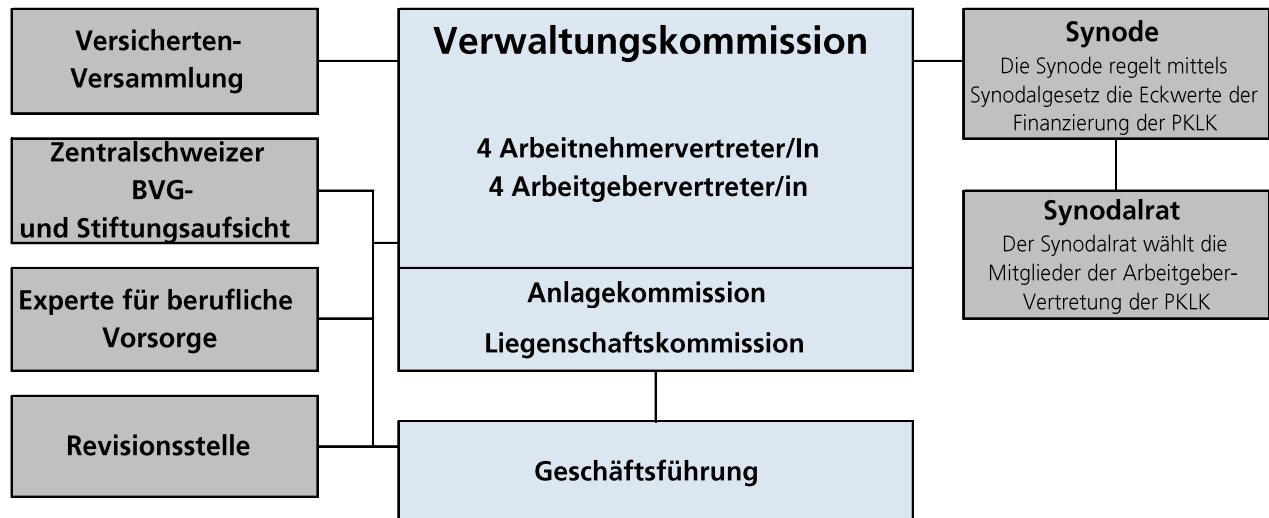 Versicherten-
Versammlung
Zentralschweizer
BVG-
und Stiftungsaufsicht
Experte für berufliche
Vorsorge
Revisionsstelle
Verwaltungskommission
4 Arbeitnehmervertreter/In
4 Arbeitgebervertreter/in
Anlagekommission
Liegenschaftskommission
Geschäftsführung
Synode
Die Synode regelt mittels
Synodalgesetz die Eckwerte der
Finanzierung der PKLK
Synodalrat
Der Synodalrat wählt die
Mitglieder der Arbeitgeber-
Vertretung der PKLK